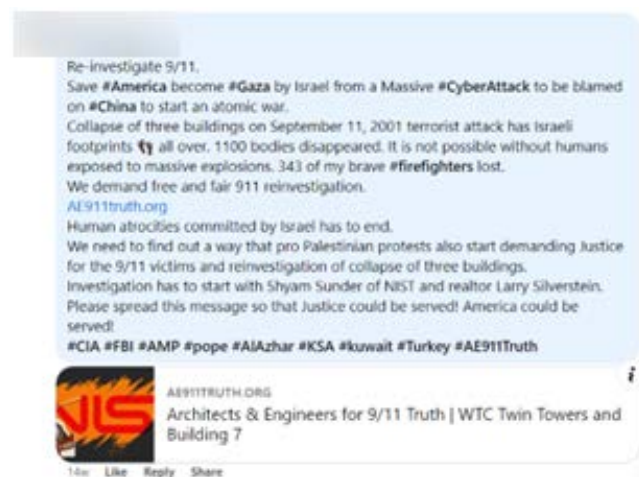 Re-investigate 9/11.
Save #America become #Gaza by Israel from a Massive #CyberAttack to be blamed
on #China to start an atomic war.
Collapse of three buildings on September 11, 2001 terrorist attack has Israeli
footprints 👣 all over. 1100 bodies disappeared. It is not possible without humans
exposed to massive explosions. 343 of my brave #firefighters lost.
We demand free and fair 911 reinvestigation.
AE911truth.org
Human atrocities committed by Israel has to end.
We need to find out a way that pro Palestinian protests also start demanding Justice
for the 9/11 victims and reinvestigation of collapse of three buildings.
Investigation has to start with Shyam Sunder of NIST and realtor Larry Silverstein.
Please spread this message so that Justice could be served! America could be
served!
#CIA #FBI #AMP #pope #AlAzhar #KSA #kuwait #Turkey #AE911Truth
NIS
AE911TRUTH.ORG
Architects & Engineers for 9/11 Truth | WTC Twin Towers and
Building 7
i
14w Like Reply Share